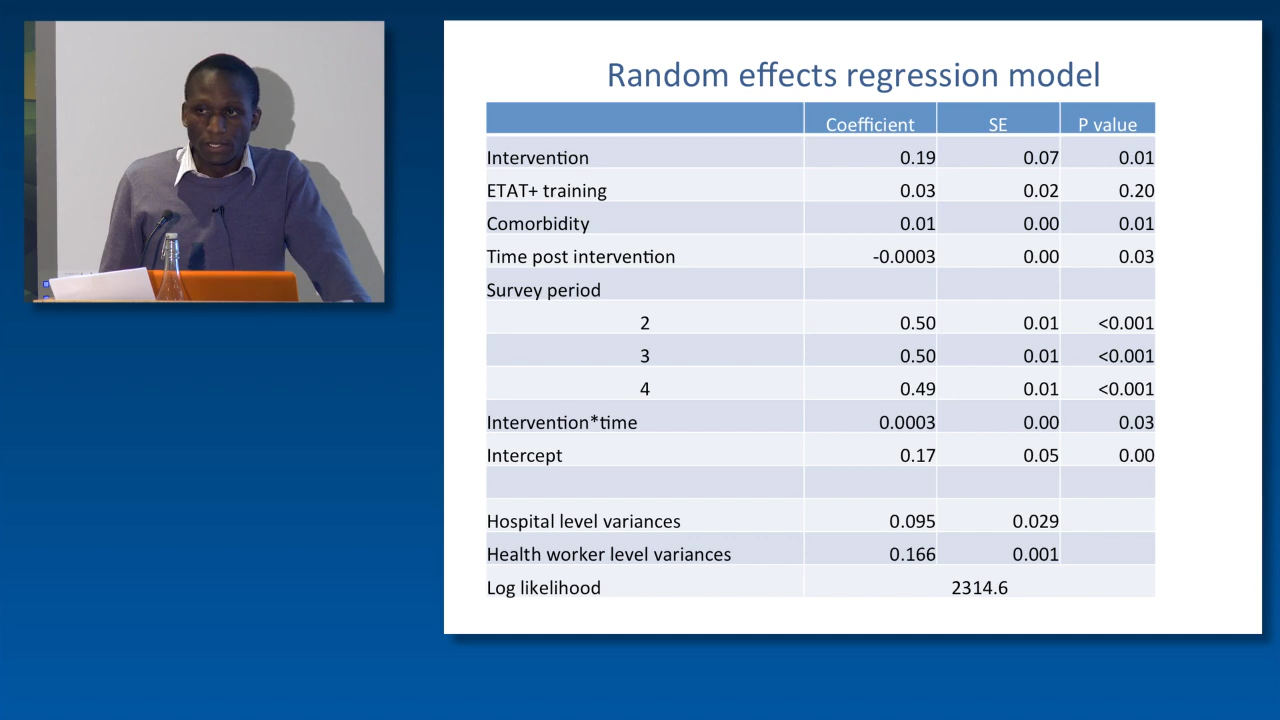 Random effects regression model
Coefficient SE P value
Intervention 0.19 0.07 0.01
ETAT+ training 0.03 0.02 0.20
Comorbidity 0.01 0.00 0.01
Time post intervention -0.0003 0.00 0.03
Survey period
2 0.50 0.01 <0.001
3 0.50 0.01 <0.001
4 0.49 0.01 <0.001
Intervention*time 0.0003 0.00 0.03
Intercept 0.17 0.05 0.00
Hospital level variances 0.095 0.029
Health worker level variances 0.166 0.001
Log likelihood 2314.6